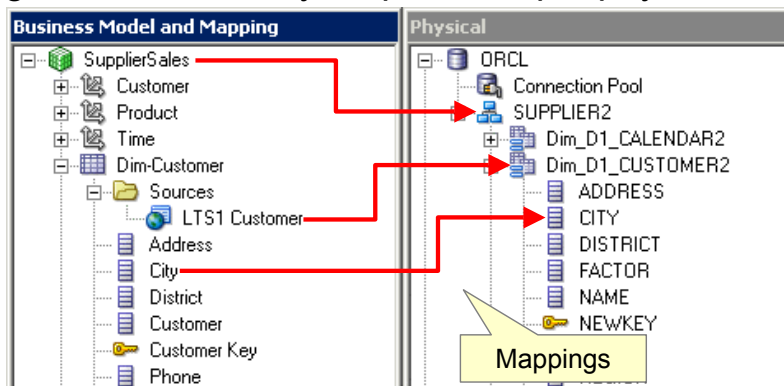 Business Model and Mapping
SupplierSales
Customer
Product
Time
Dim-Customer
Sources
LTS1 Customer
Address
City
District
Customer
Customer Key
Phone
Physical
ORCL
Connection Pool
SUPPLIER2
Dim_D1_CALENDAR2
Dim_D1_CUSTOMER2
ADDRESS
CITY
DISTRICT
FACTOR
NAME
NEWKEY
Mappings